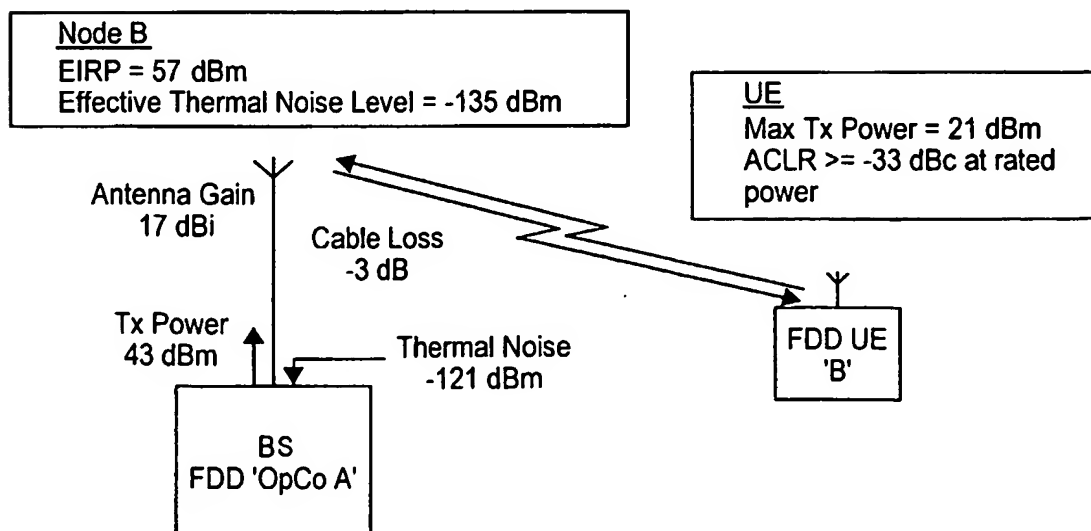 Node B
EIRP = 57 dBm
Effective Thermal Noise Level = -135 dBm
UE
Max Tx Power = 21 dBm
ACLR >= -33 dBc at rated
power
Antenna Gain
17 dBi
Cable Loss
-3 dB
Tx Power
43 dBm
Thermal Noise
-121 dBm
FDD UE
'B'
BS
FDD 'OpCo A'